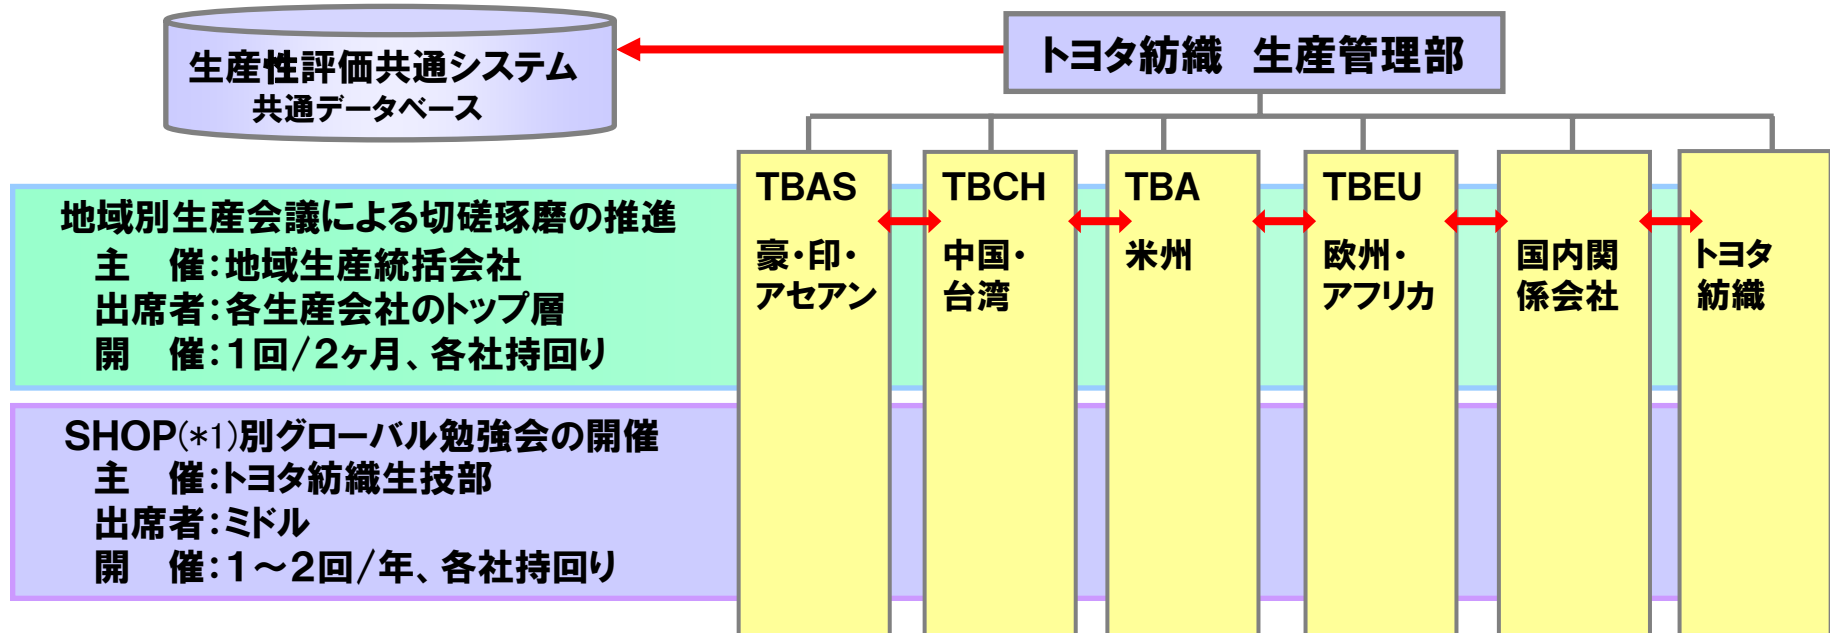 生産性評価共通システム
共通データベース
トヨタ紡織　生産管理部
地域別生産会議による切磋琢磨の推進
主　催：地域生産統括会社
出席者：各生産会社のトップ層
開　催：１回/２ヶ月、各社持回り
SHOP(*1)別グローバル勉強会の開催
主　催：トヨタ紡織生技部
出席者：ミドル
開　催：１～２回/年、各社持回り
TBAS
豪・印・
アセアン
TBCH
中国・
台湾
TBA
米州
TBEU
欧州・
アフリカ
国内関
係会社
トヨタ
紡織